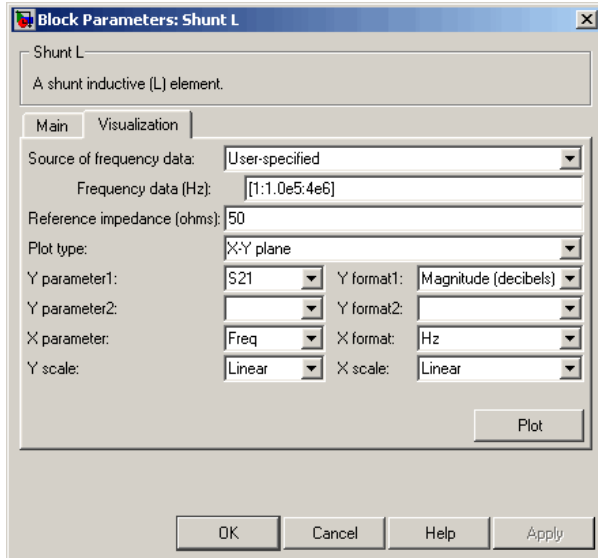 Block Parameters: Shunt L
Shunt L
A shunt inductive (L) element.
Main Visualization
Source of frequency data: User-specified
Frequency data (Hz): [1:1.0e5:4e6]
Reference impedance (ohms): 50
Plot type: X-Y plane
Y parameter1: S21 Y format1: Magnitude (decibels)
Y parameter2: Y format2:
X parameter: Freq X format: Hz
Y scale: Linear X scale: Linear
Plot
OK Cancel Help Apply